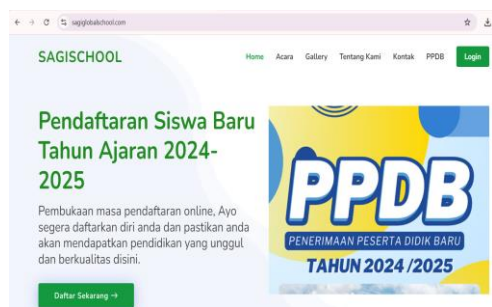 sagiglobalschool.com
SAGISCHOOL
Home Acara Gallery Tentang Kami Kontak PPDB Login
Pendaftaran Siswa Baru
Tahun Ajaran 2024-
2025
Pembukaan masa pendaftaran online, Ayo
segera daftarkan diri anda dan pastikan anda
akan mendapatkan pendidikan yang unggul
dan berkualitas disini.
Daftar Sekarang →
PPDB
PENERIMAAN PESERTA DIDIK BARU
TAHUN 2024/2025